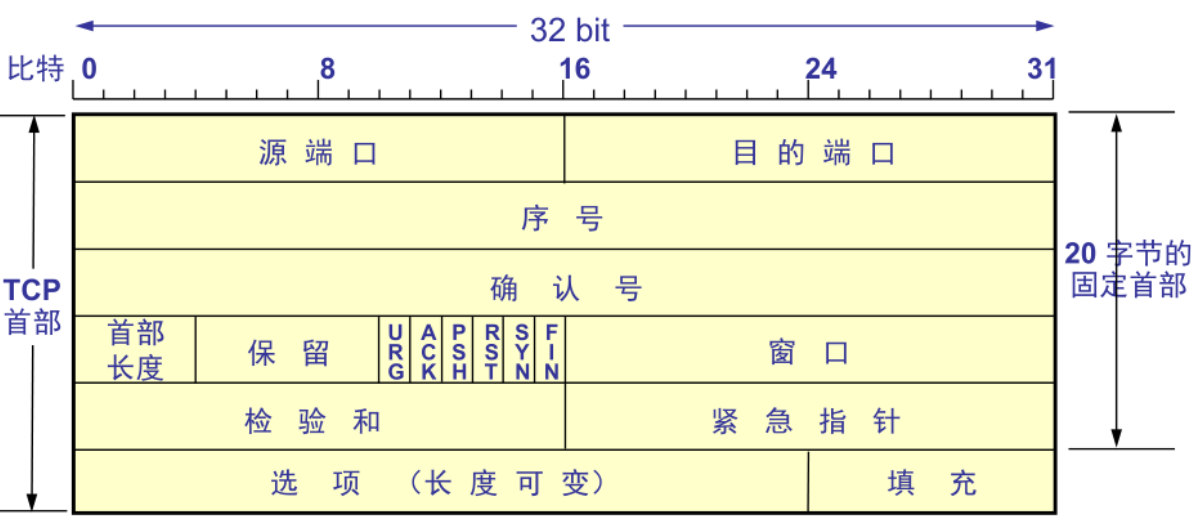 32 bit
比特 0 8 16 24 31
源端口 目的端口
序号
TCP
首部
确认号
20 字节的
固定首部
首部
长度
保留
URG
ACK
PSH
RST
SYN
FIN
窗口
检验和 紧急指针
选项（长度可变） 填充